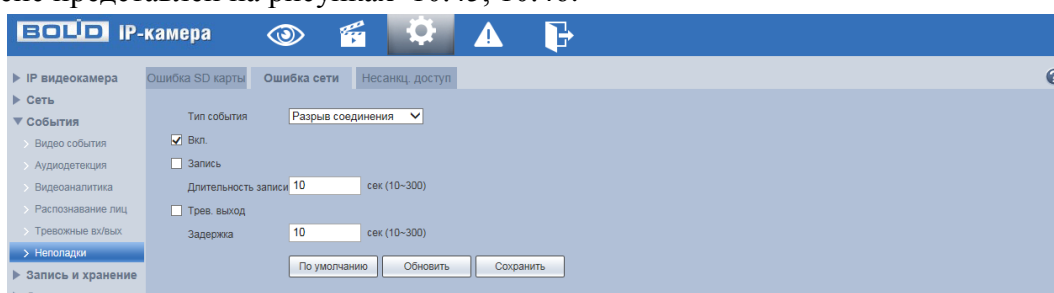 BOLID IP-камера
IP видеокамера
Ошибка SD карты Ошибка сети Несанкц. доступ
Сеть
События
Тип события Разрыв соединения
Видео события
Вкл.
Аудиодетекция
Запись
Видеоаналитика
Длительность записи 10 сек (10~300)
Распознавание лиц
Трев. выход
Тревожные вх/вых
Задержка 10 сек (10~300)
Неполадки
По умолчанию Обновить Сохранить
Запись и хранение